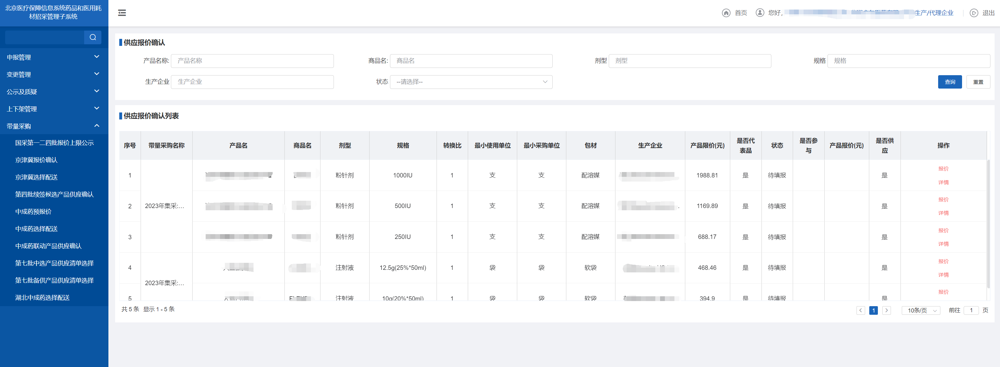 北京医疗保障信息系统药品和医用耗
材招采管理子系统
首页
您好,
生产/代理企业
退出
申报管理
变更管理
公示及质疑
上下架管理
带量采购
国采第一二四批报价上限公示
京津冀报价确认
京津冀选择配送
第四批续签候选产品供应确认
中成药预报价
中成药选择配送
中成药联动产品供应确认
第七批中选产品供应清单选择
第七批备供产品供应清单选择
湖北中成药选择配送
供应报价确认
产品名称: 产品名称
商品名: 商品名
剂型 剂型
规格 规格
生产企业 生产企业
状态 --请选择--
查询 重置
供应报价确认列表
序号 带量采购名称 产品名 商品名 剂型 规格 转换比 最小使用单位 最小采购单位 包材 生产企业 产品限价(元) 是否代表品 状态 是否参与 产品报价(元) 是否供应 操作
1 粉针剂 1000IU 1 支 支 配溶媒 1988.81 是 待填报 是 报价 详情
2 2023年集采:... 粉针剂 500IU 1 支 支 配溶媒 1169.89 是 待填报 是 报价 详情
3 粉针剂 250IU 1 支 支 配溶媒 688.17 是 待填报 是 报价 详情
4 注射液 12.5g(25%*50ml) 1 袋 袋 软袋 468.46 是 待填报 是 报价 详情
2023年集采:...
5 注射液 10g(20%*50ml) 1 袋 袋 软袋 394.9 是 待填报 是 报价
共 5 条 显示 1 - 5 条
1
10条/页
前往 1 页